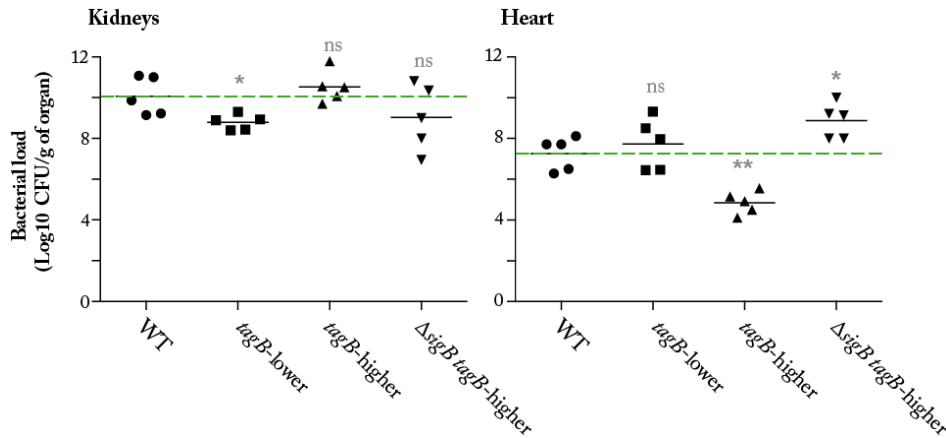 Kidneys
Heart
Bacterial load
(Log10 CFU/g of organ)
12
8
4
0
*
ns
ns
WT
tagB-lower
tagB-higher
ΔsigB tagB-higher
12
8
4
0
ns
**
*
WT
tagB-lower
tagB-higher
ΔsigB tagB-higher